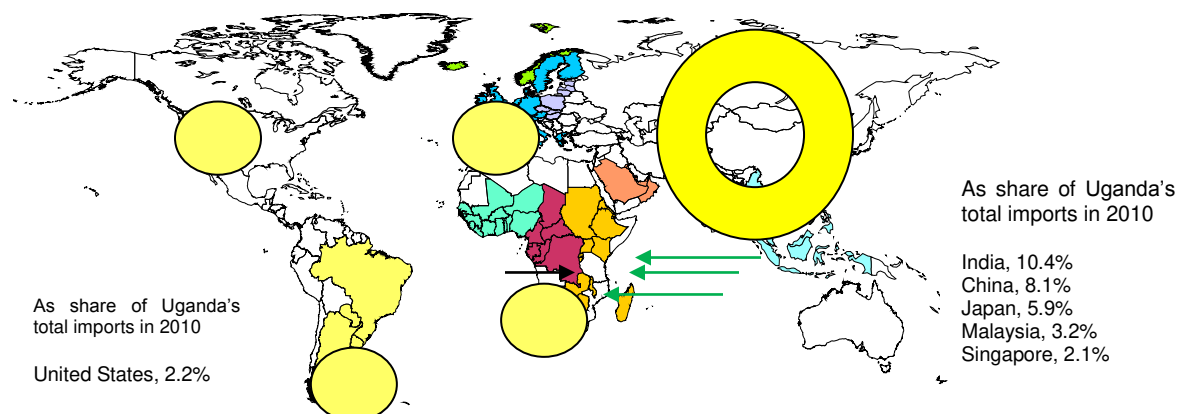 As share of Uganda's
total imports in 2010
United States, 2.2%
As share of Uganda's
total imports in 2010
India, 10.4%
China, 8.1%
Japan, 5.9%
Malaysia, 3.2%
Singapore, 2.1%